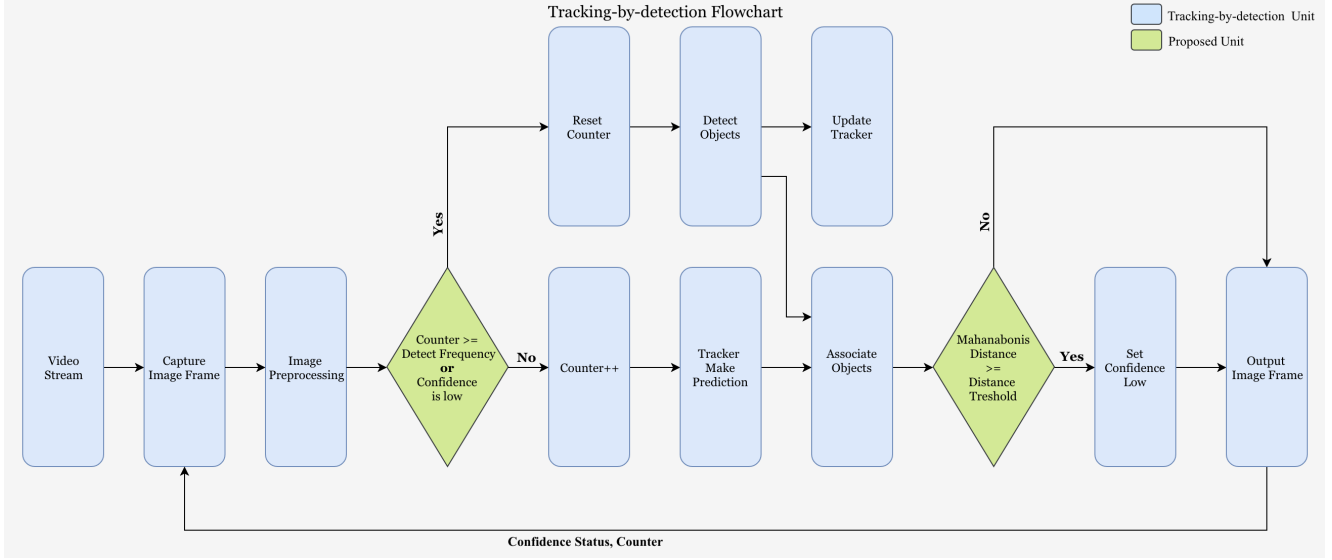 Tracking-by-detection Flowchart
Tracking-by-detection Unit
Proposed Unit
Reset
Counter
Detect
Objects
Update
Tracker
Yes
No
Video
Stream
Capture
Image Frame
Image
Preprocessing
Counter >=
Detect Frequency
or
Confidence
is low
No
Counter++
Tracker
Make
Prediction
Associate
Objects
Mahanabonis
Distance
>=
Distance
Treshold
Yes
Set
Confidence
Low
Output
Image Frame
Confidence Status, Counter